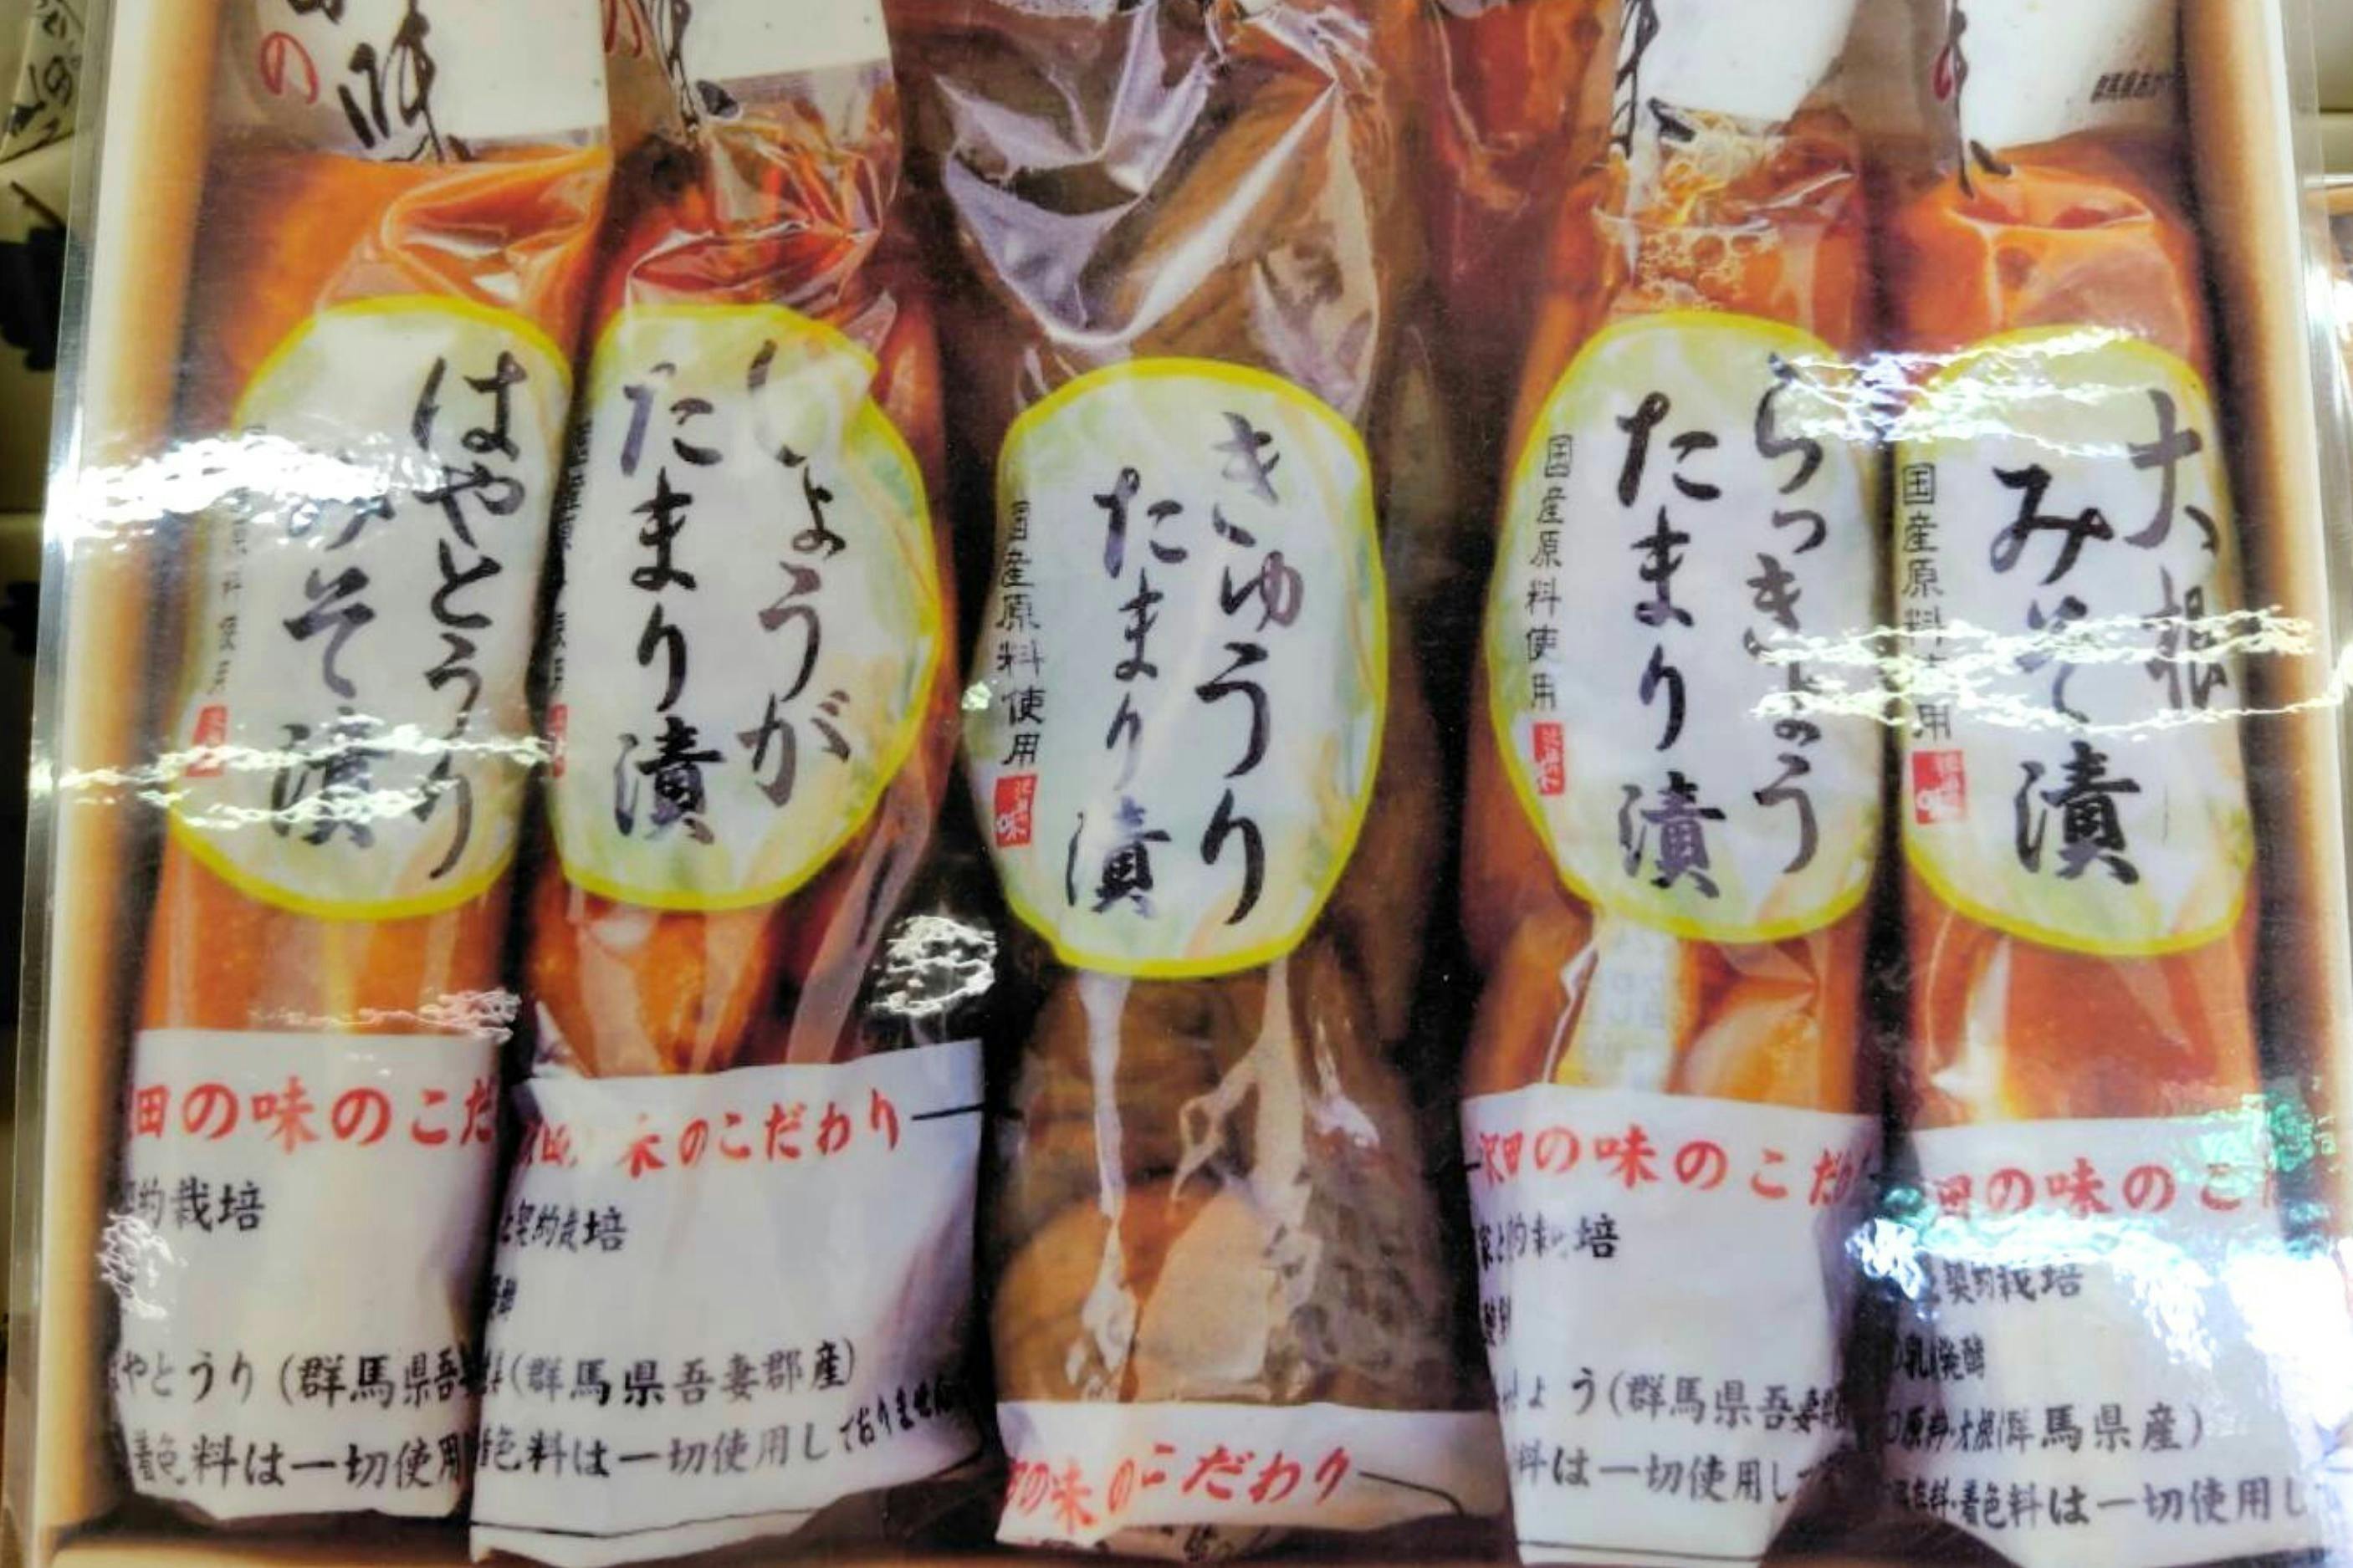 の
味
はやとうり
みそ漬
しょうが
たまり漬
きゅうり
たまり漬
国産原料使用
味
らっきょう
たまり漬
国産原料使用
大根
みそ漬
国産原料使用
味
田の味のこだ
約栽培
やとうり(群馬県吾
着色料は一切使用
のこだわり
と契約栽培
(群馬県吾妻郡産)
着色料は一切使用しておりません
の味のこだわり
沢田の味のこだわ
培
ょう(群馬県吾妻郡
料は一切使用し
田の味のこ
契約栽培
乳酸発酵
原料・大根(群馬県産)
着色料は一切使用し